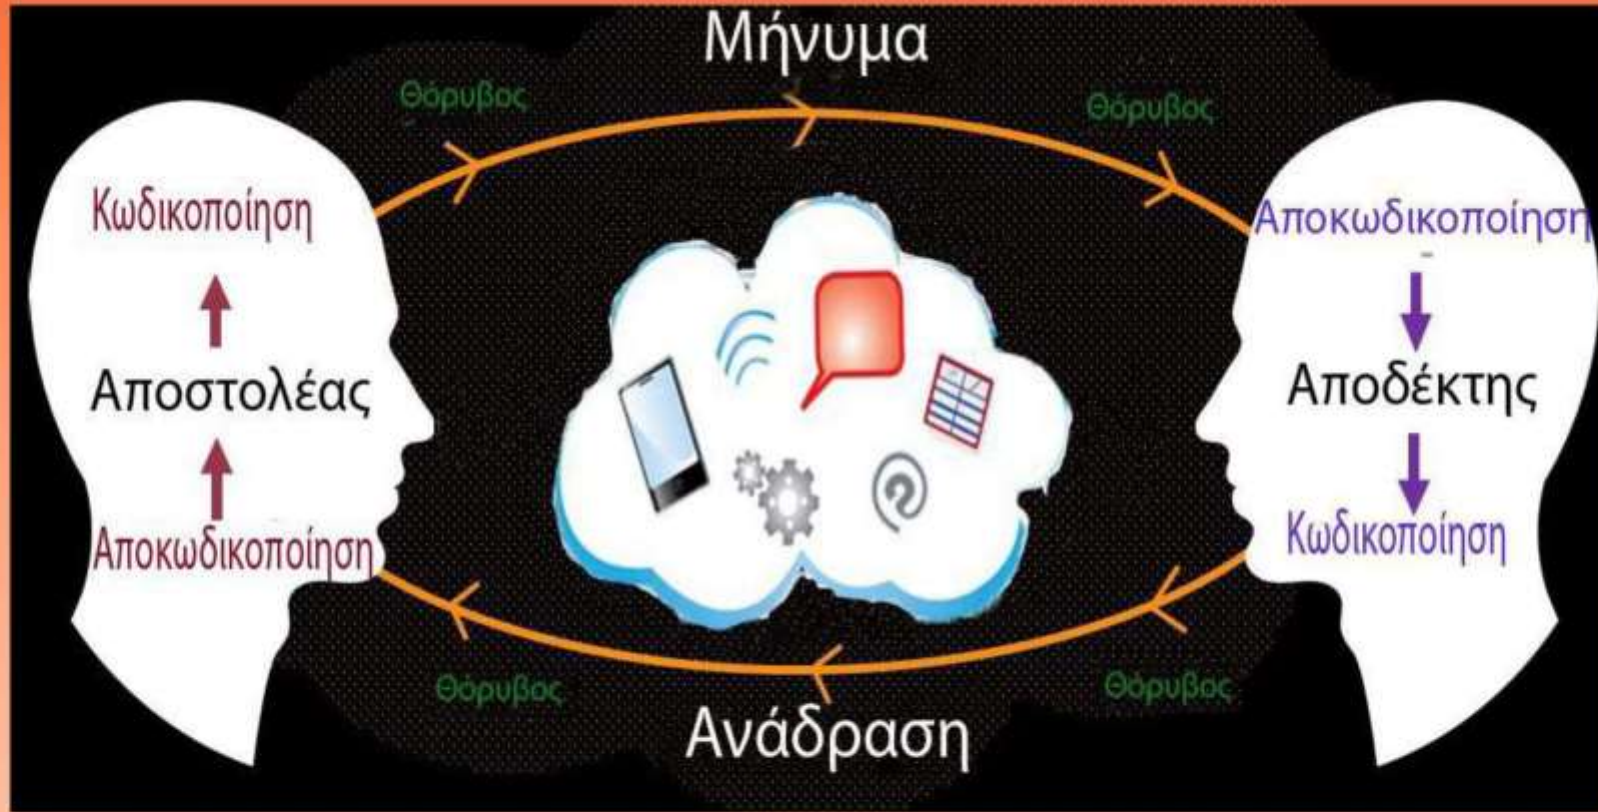 Μήνυμα
Θόρυβος
Θόρυβος
Κωδικοποίηση
Αποκωδικοποίηση
Αποστολέας
Αποδέκτης
Αποκωδικοποίηση
Κωδικοποίηση
Θόρυβος
Θόρυβος
Ανάδραση